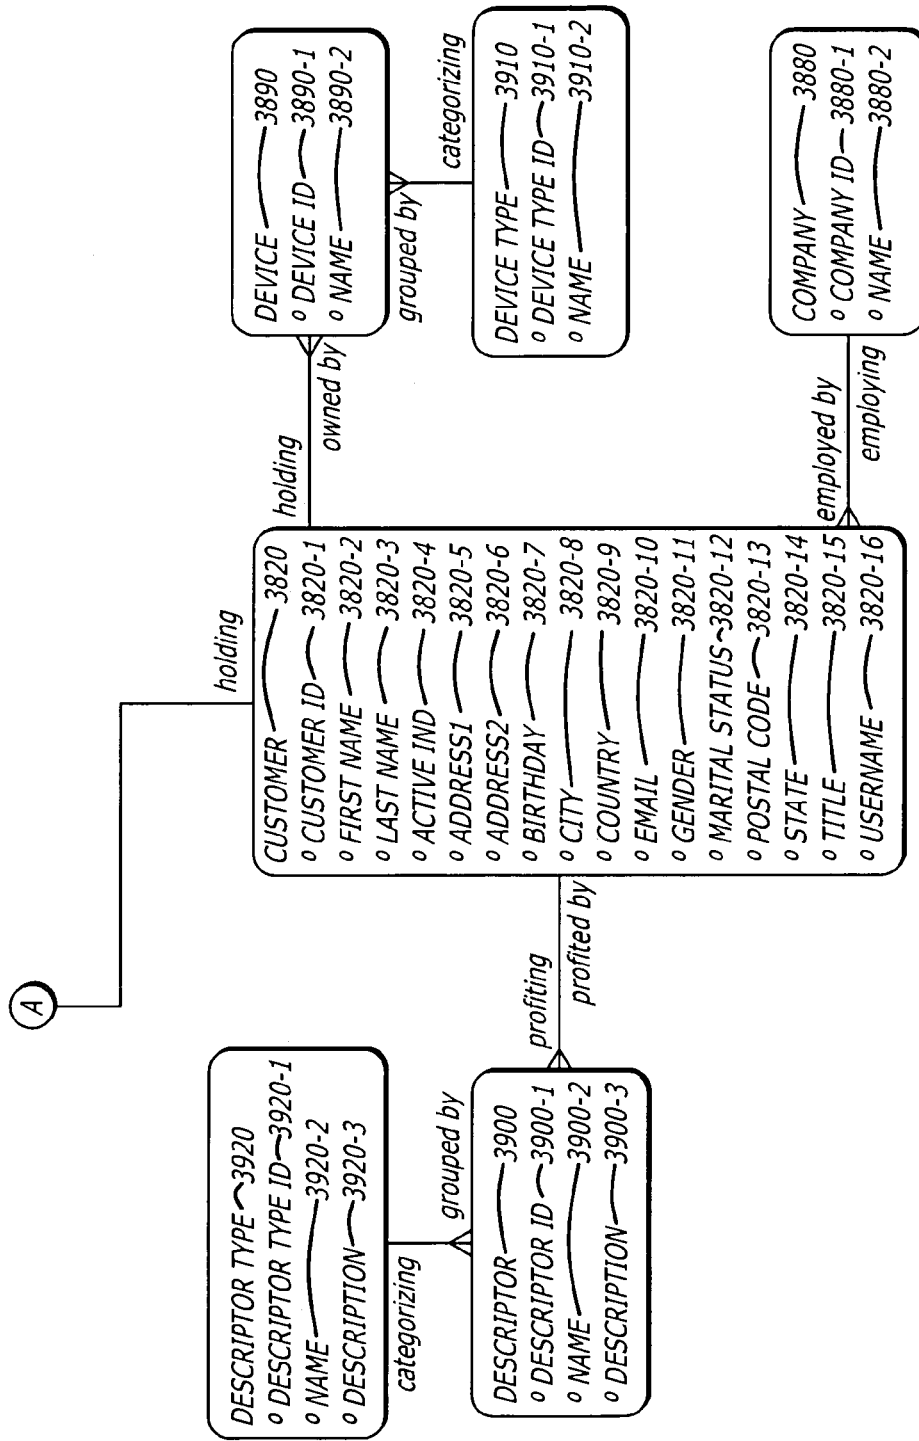 A
holding
DESCRIPTOR TYPE 3920
o DESCRIPTOR TYPE ID 3920-1
o NAME 3920-2
o DESCRIPTION 3920-3
categorizing
grouped by
DESCRIPTOR 3900
o DESCRIPTOR ID 3900-1
o NAME 3900-2
o DESCRIPTION 3900-3
profiting
profited by
CUSTOMER 3820
o CUSTOMER ID 3820-1
o FIRST NAME 3820-2
o LAST NAME 3820-3
o ACTIVE IND 3820-4
o ADDRESS1 3820-5
o ADDRESS2 3820-6
o BIRTHDAY 3820-7
o CITY 3820-8
o COUNTRY 3820-9
o EMAIL 3820-10
o GENDER 3820-11
o MARITAL STATUS 3820-12
o POSTAL CODE 3820-13
o STATE 3820-14
o TITLE 3820-15
o USERNAME 3820-16
holding
owned by
DEVICE 3890
o DEVICE ID 3890-1
o NAME 3890-2
grouped by
categorizing
DEVICE TYPE 3910
o DEVICE TYPE ID 3910-1
o NAME 3910-2
employed by
employing
COMPANY 3880
o COMPANY ID 3880-1
o NAME 3880-2